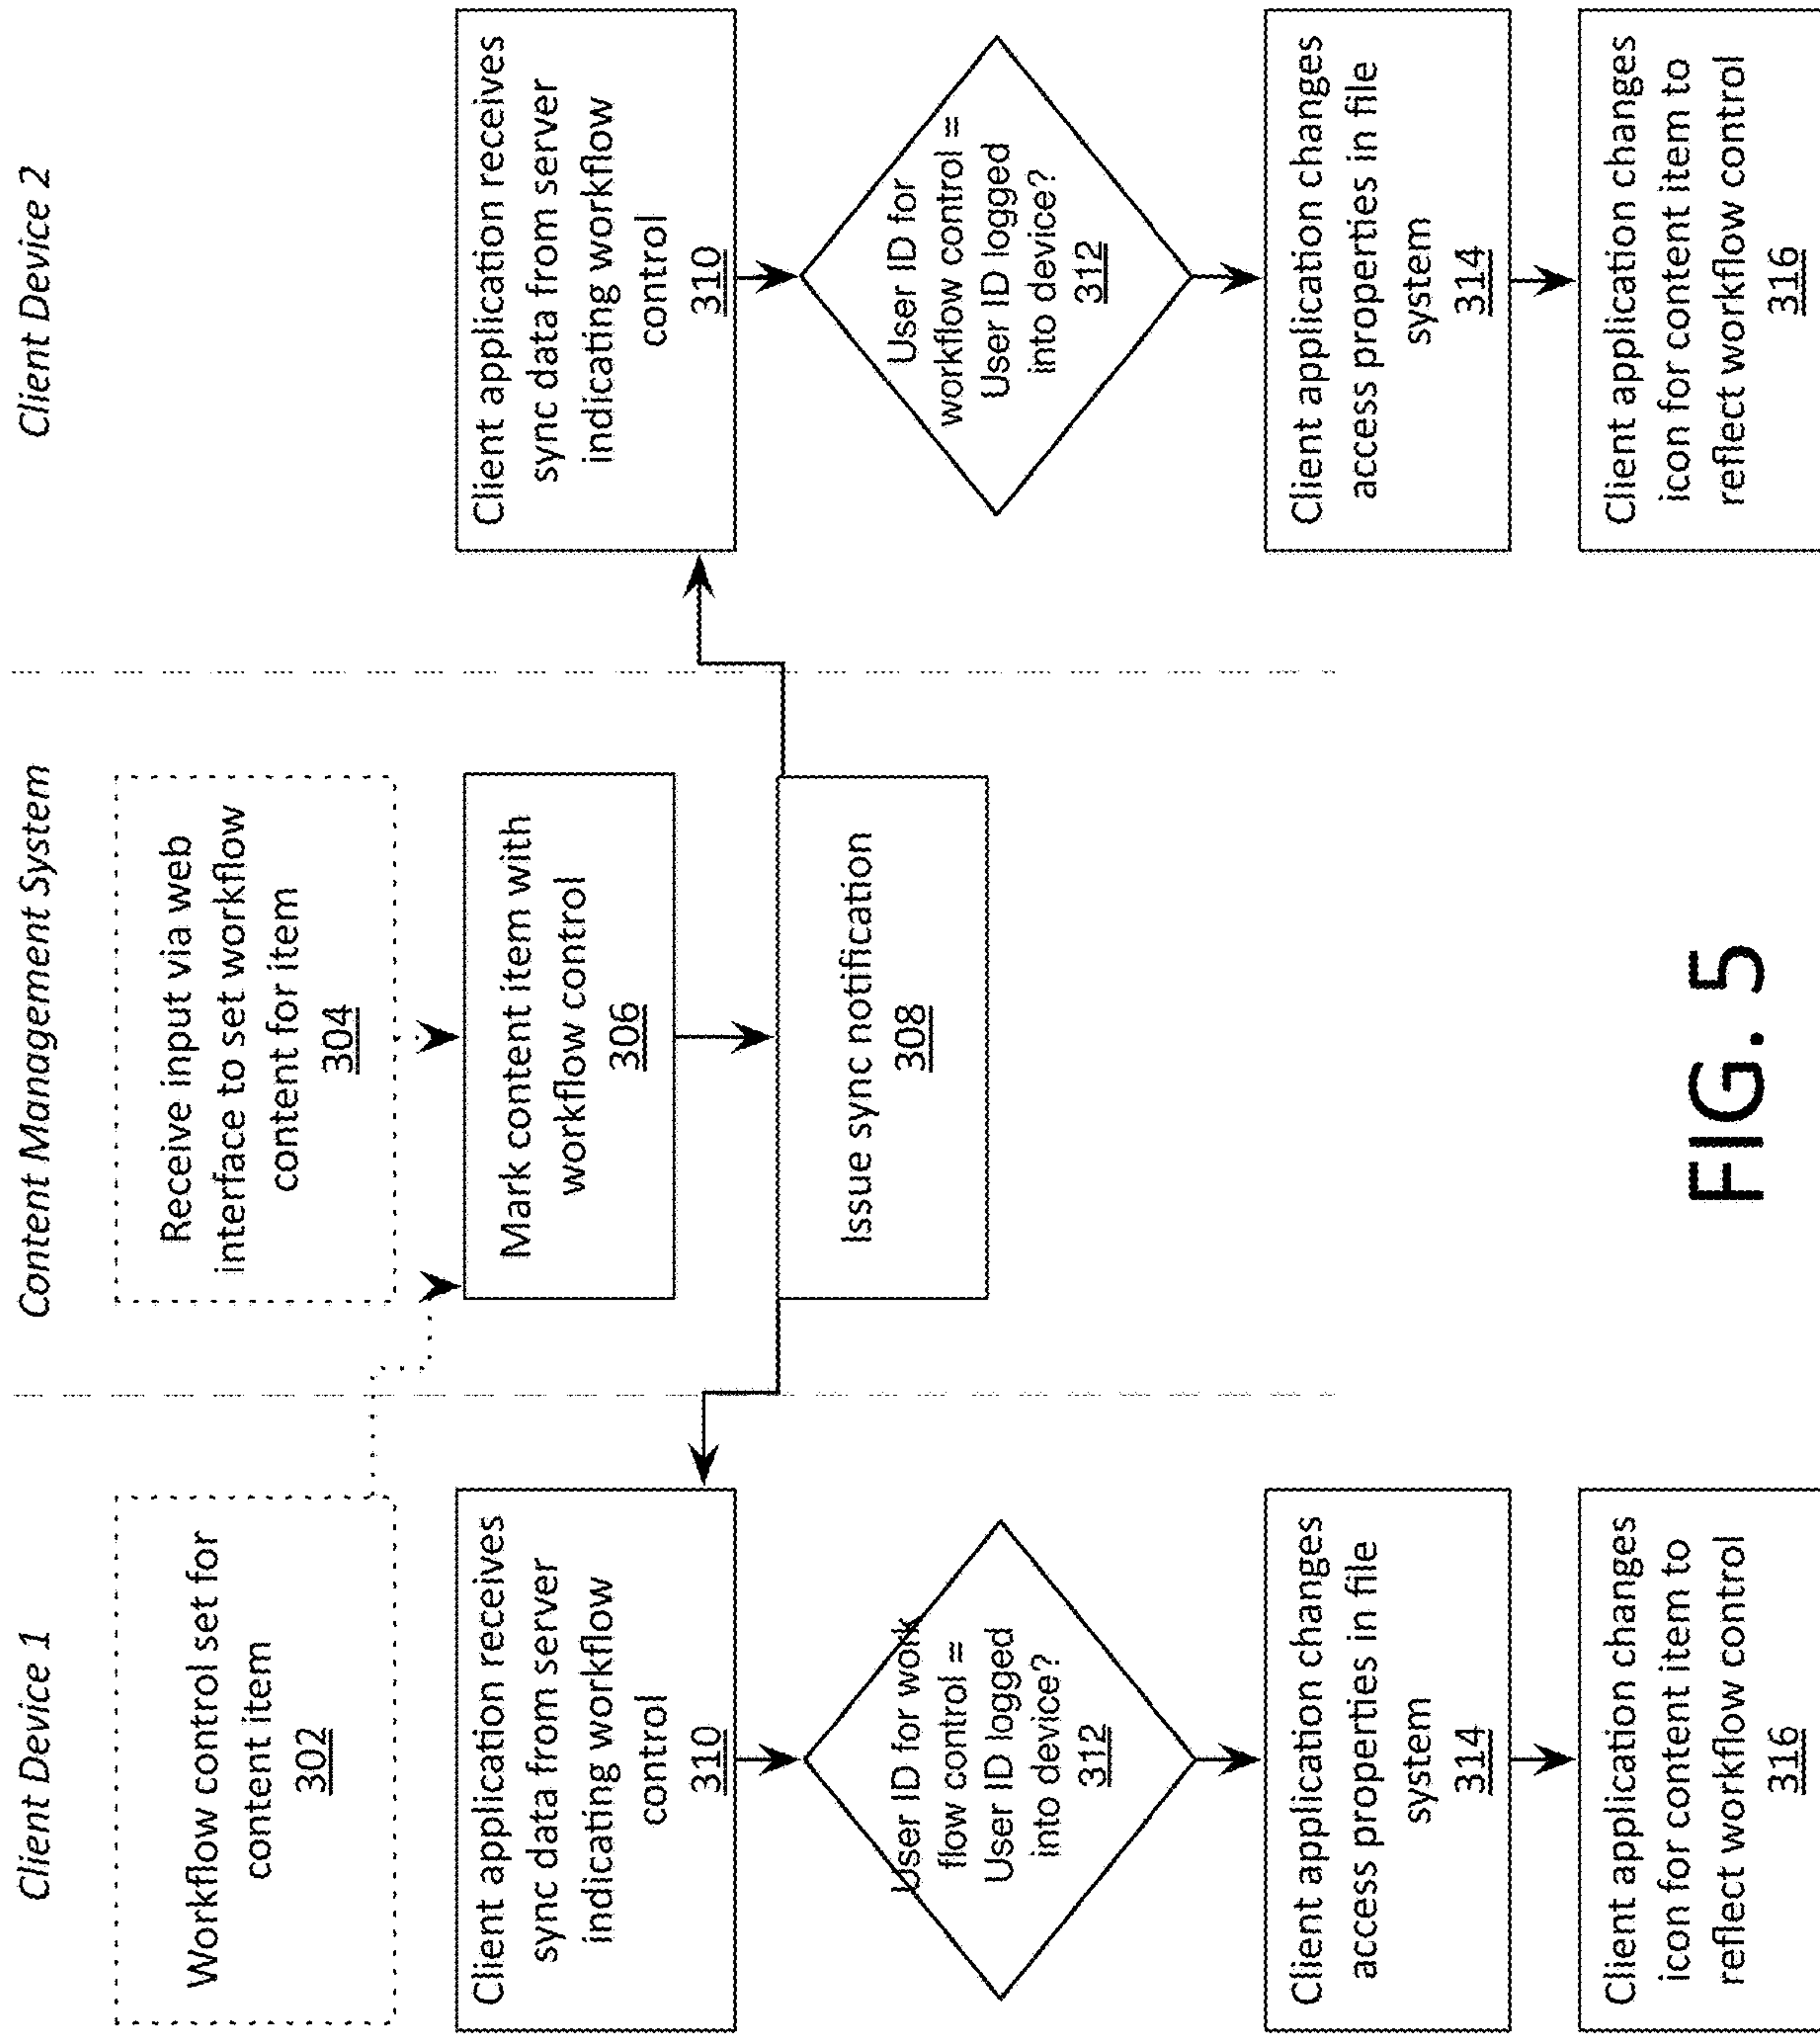 Client Device 1
Workflow control set for
content item
302
Client application receives
sync data from server
indicating workflow
control
310
User ID for work
flow control =
User ID logged
into device?
312
Client application changes
access properties in file
system
314
Client application changes
icon for content item to
reflect workflow control
316
Content Management System
Receive input via web
interface to set workflow
content for item
304
Mark content item with
workflow control
306
Issue sync notification
308
Client Device 2
Client application receives
sync data from server
indicating workflow
control
310
User ID for
workflow control =
User ID logged
into device?
312
Client application changes
access properties in file
system
314
Client application changes
icon for content item to
reflect workflow control
316
FIG. 5